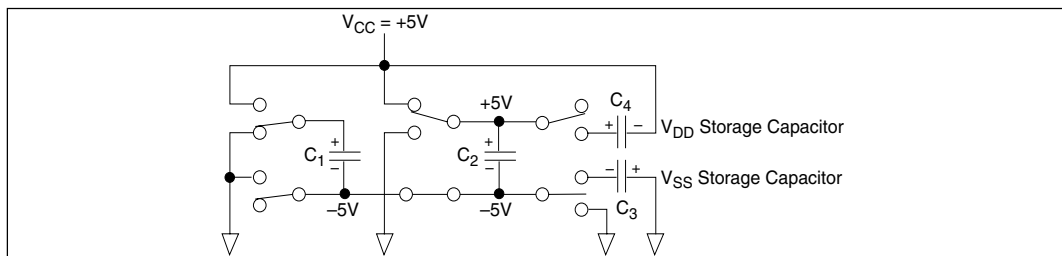 V_CC = +5V
+5V
C_4
+
–
V_DD Storage Capacitor
+
C_1
–
+
C_2
–
–
+
V_SS Storage Capacitor
C_3
–5V
–5V